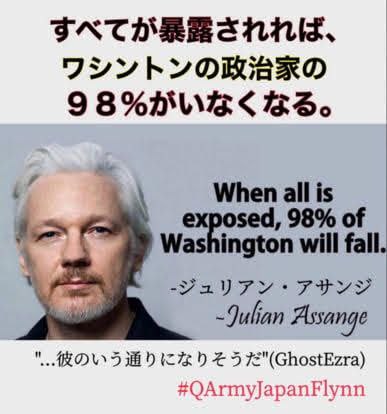 すべてが暴露されれば、
ワシントンの政治家の
９８％がいなくなる。
When all is
exposed, 98% of
Washington will fall.
-ジュリアン・アサンジ
~Julian Assange
"...彼のいう通りになりそうだ"(GhostEzra)
#QArmyJapanFlynn